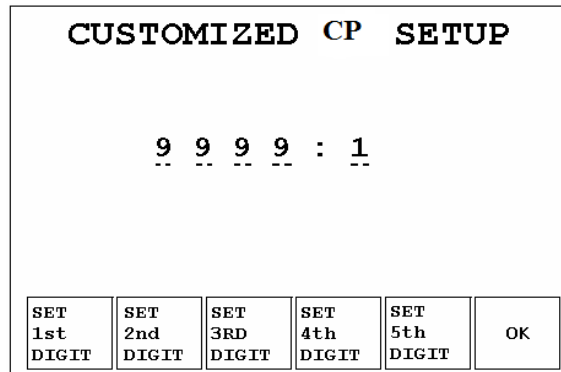 CUSTOMIZED CP SETUP
9 9 9 9 : 1
SET 1st DIGIT
SET 2nd DIGIT
SET 3RD DIGIT
SET 4th DIGIT
SET 5th DIGIT
OK